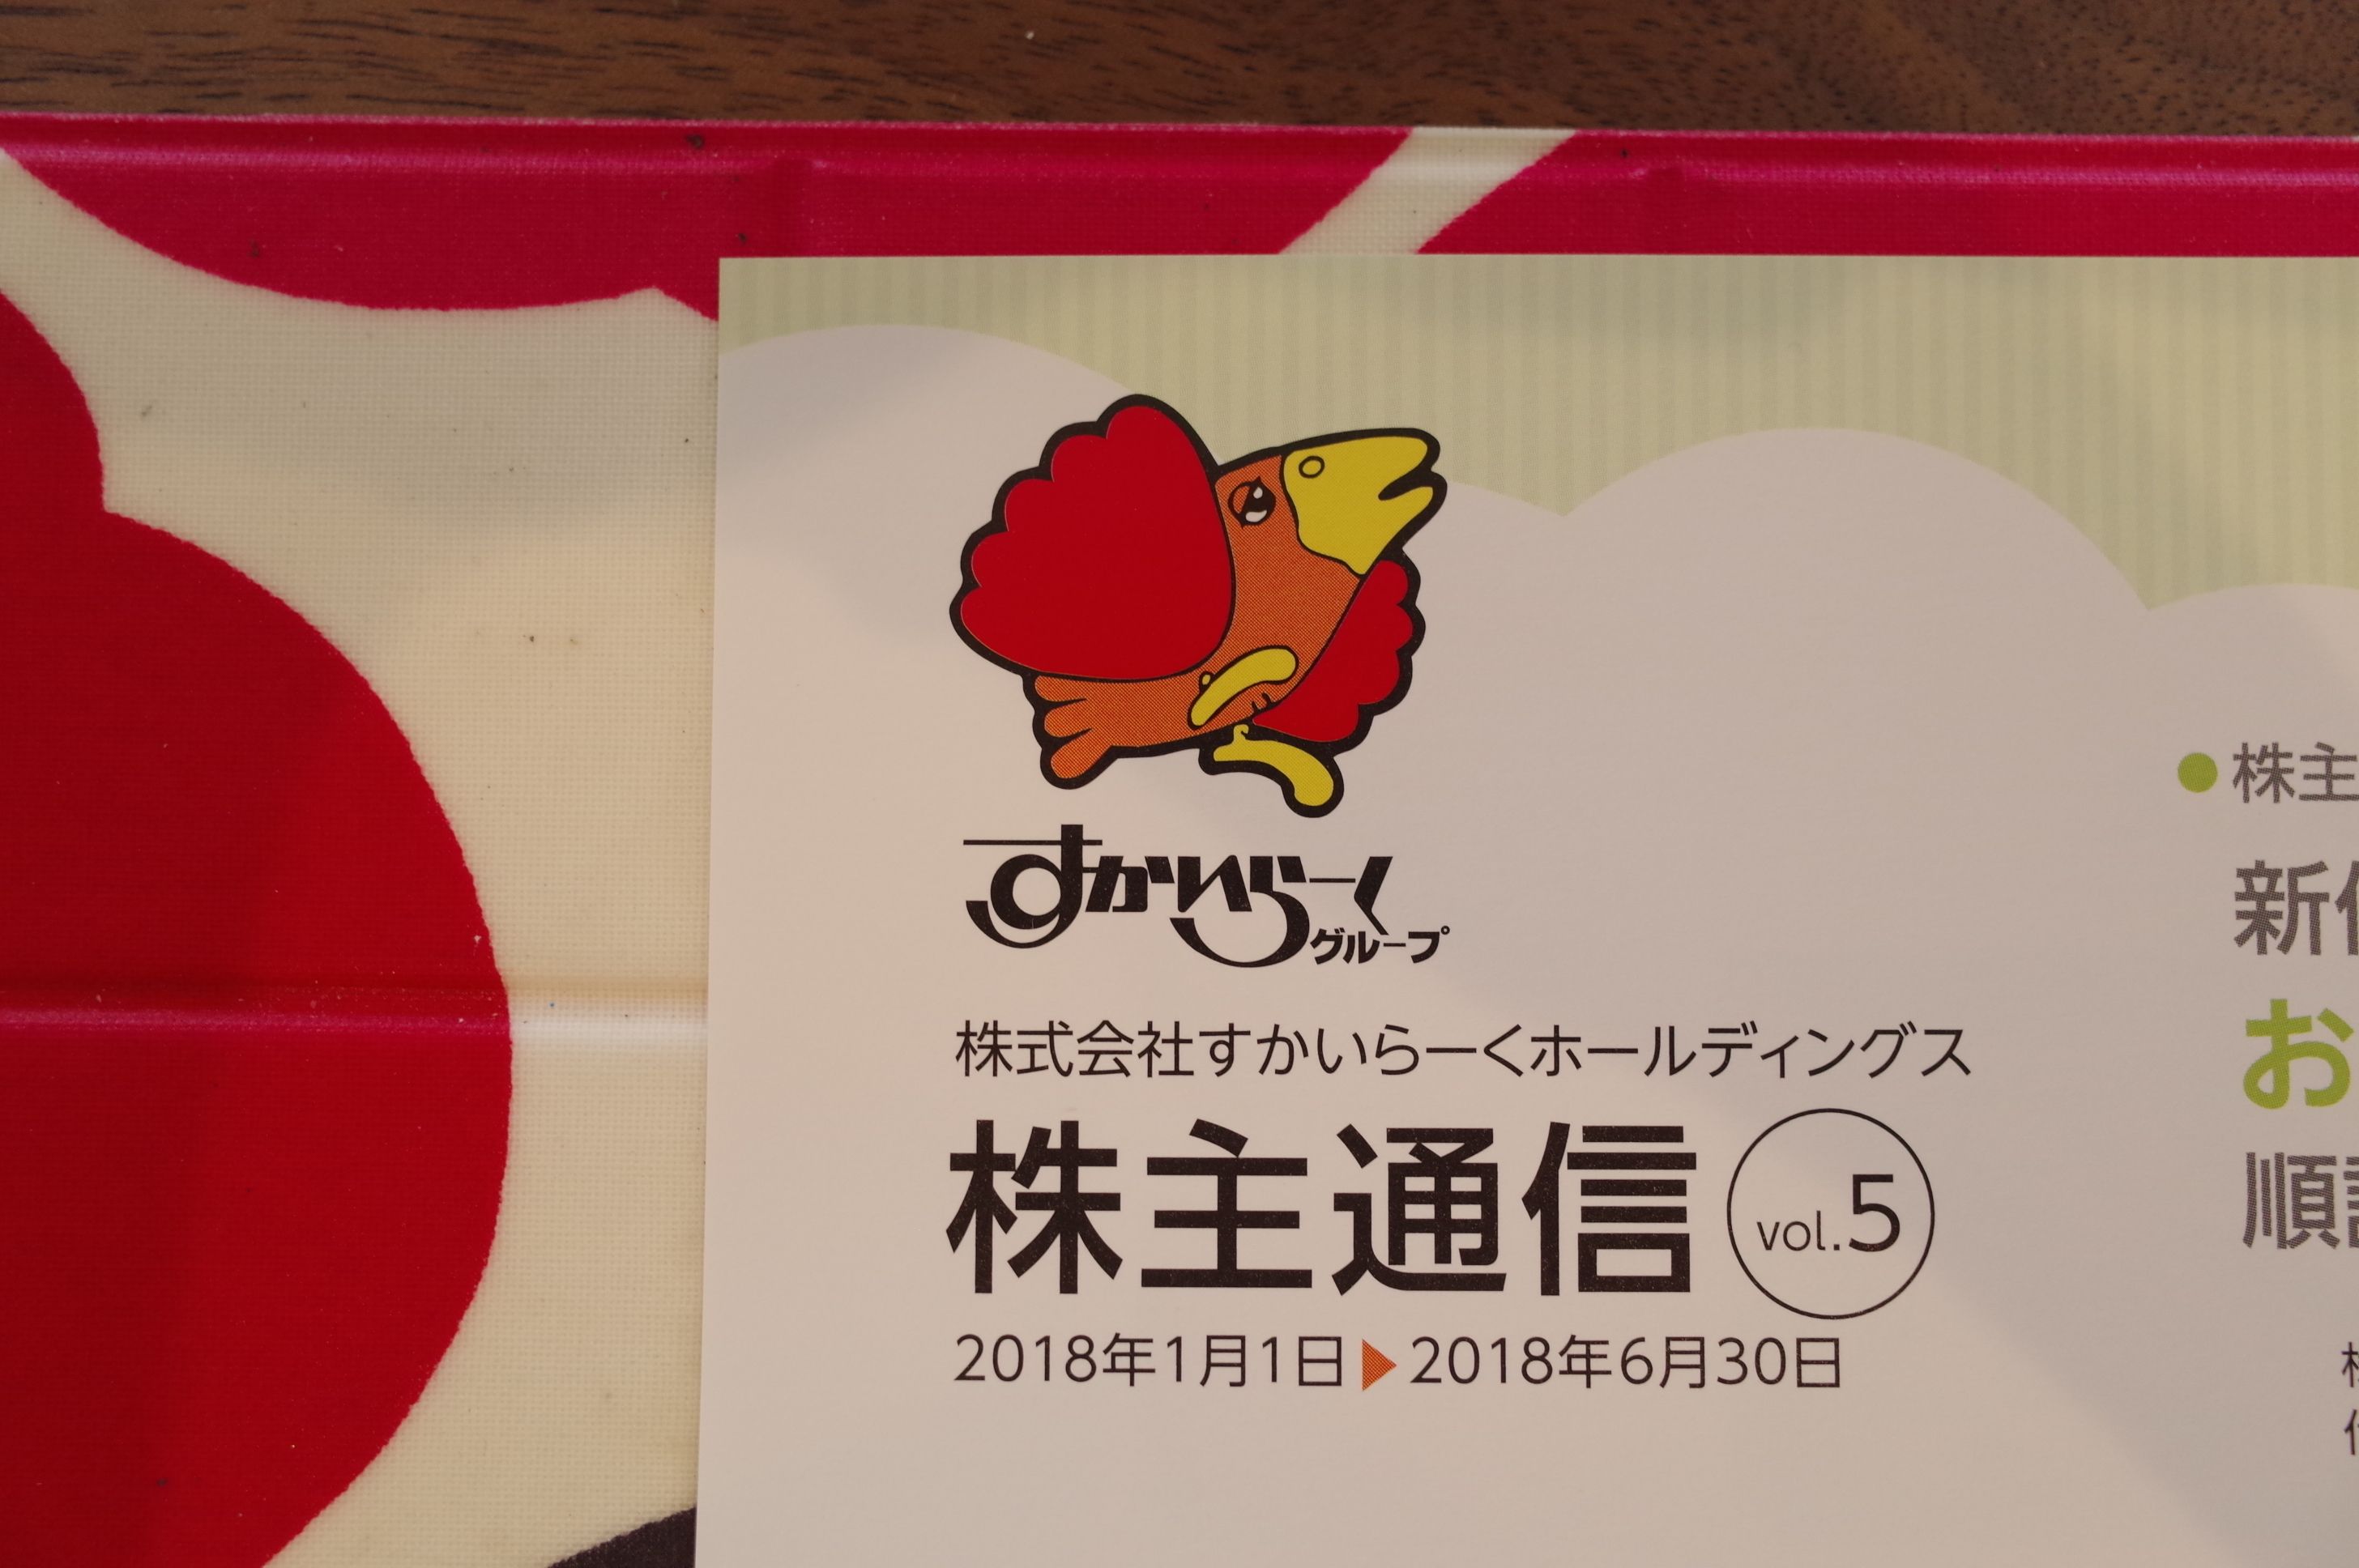 すかいらーく
グループ
株式会社すかいらーくホールディングス
株主通信 vol.5
2018年1月1日▶2018年6月30日
●株主
新
お
順